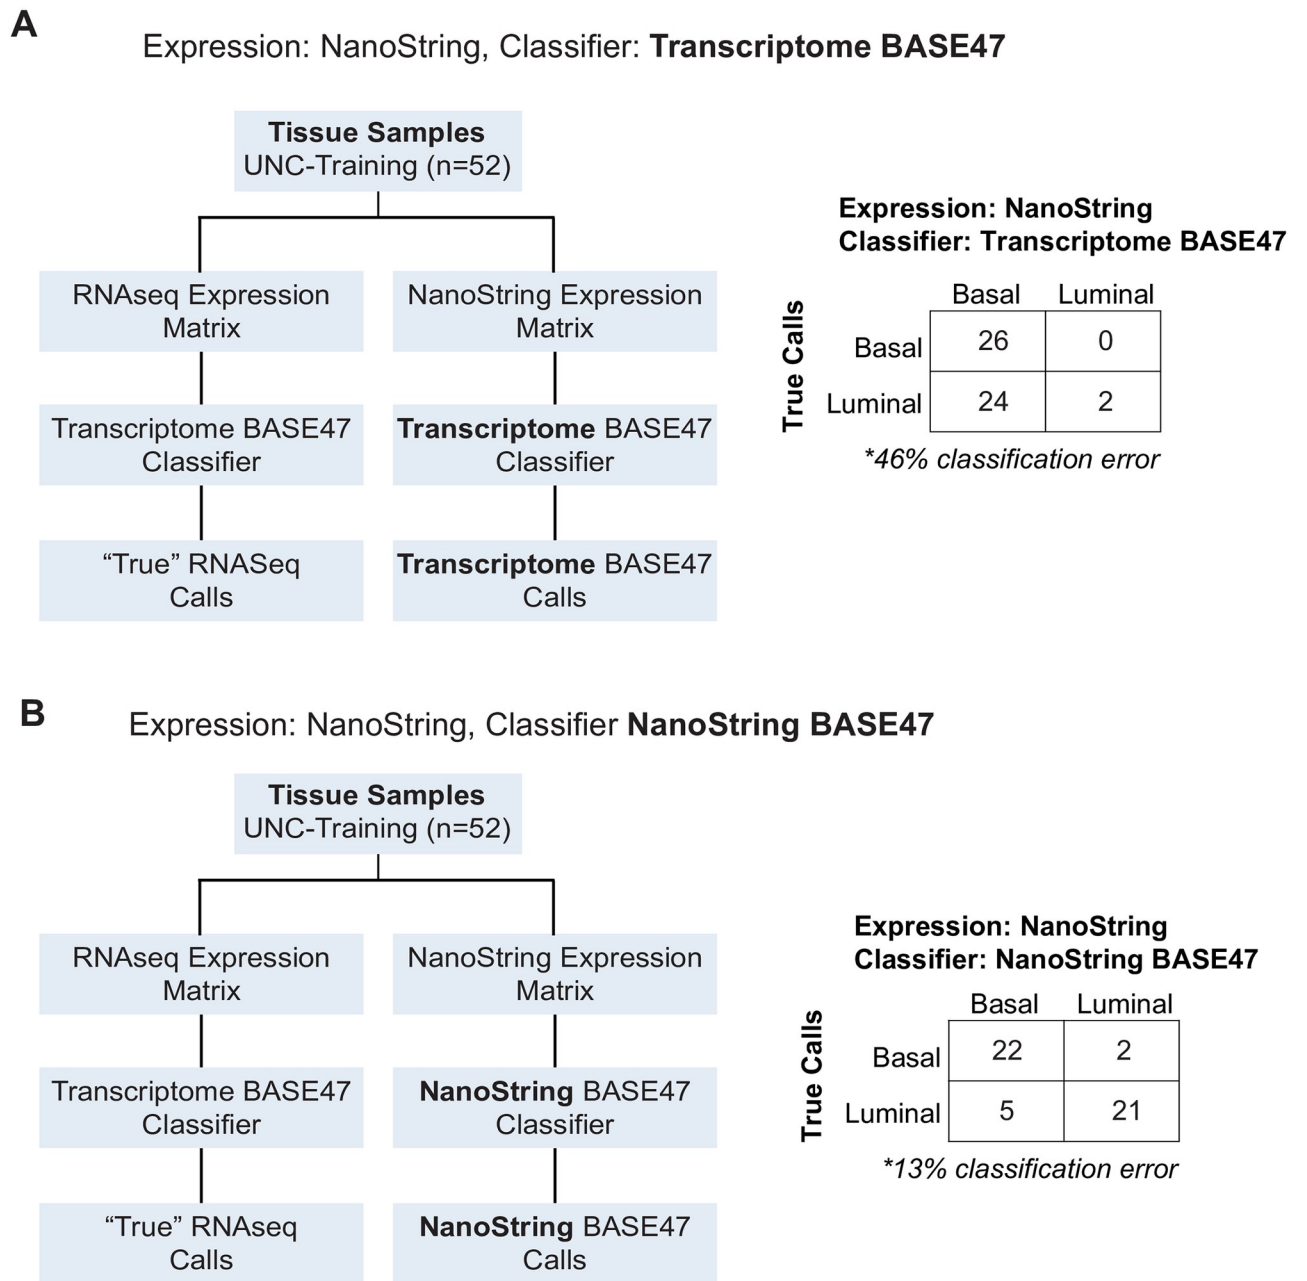 A
Expression: NanoString, Classifier: Transcriptome BASE47
Tissue Samples
UNC-Training (n=52)
RNAseq Expression
Matrix
NanoString Expression
Matrix
Transcriptome BASE47
Classifier
Transcriptome BASE47
Classifier
“True” RNASeq
Calls
Transcriptome BASE47
Calls
Expression: NanoString
Classifier: Transcriptome BASE47
Basal Luminal
True Calls
Basal 26 0
Luminal 24 2
*46% classification error
B
Expression: NanoString, Classifier NanoString BASE47
Tissue Samples
UNC-Training (n=52)
RNAseq Expression
Matrix
NanoString Expression
Matrix
Transcriptome BASE47
Classifier
NanoString BASE47
Classifier
“True” RNAseq
Calls
NanoString BASE47
Calls
Expression: NanoString
Classifier: NanoString BASE47
Basal Luminal
True Calls
Basal 22 2
Luminal 5 21
*13% classification error